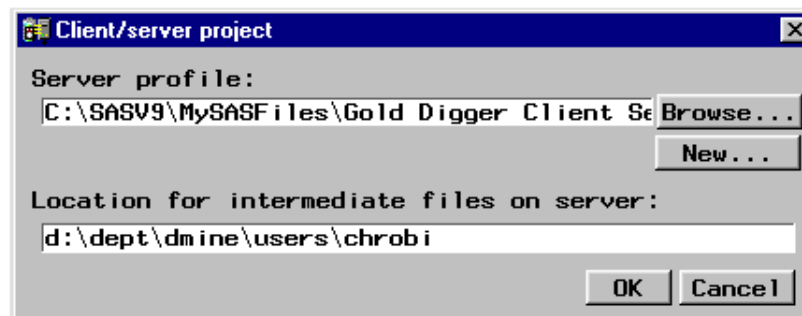 Client/server project
Server profile:
C:\SASV9\MySASFiles\Gold Digger Client Se Browse...
New...
Location for intermediate files on server:
d:\dept\dmine\users\chrobi
OK Cancel